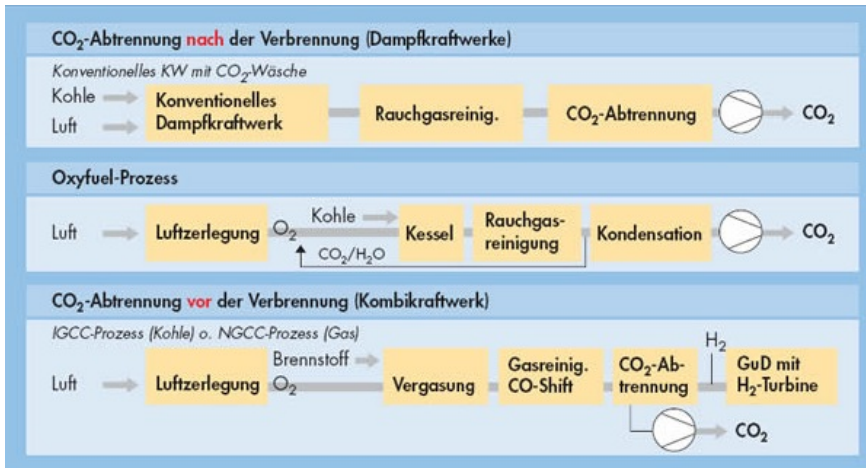 CO₂-Abtrennung nach der Verbrennung (Dampfkraftwerke)
Konventionelles KW mit CO₂-Wäsche
Kohle
Luft
Konventionelles
Dampfkraftwerk
Rauchgasreinig.
CO₂-Abtrennung
CO₂
Oxyfuel-Prozess
Luft
Luftzerlegung
O₂
Kohle
CO₂/H₂O
Kessel
Rauchgas-
reinigung
Kondensation
CO₂
CO₂-Abtrennung vor der Verbrennung (Kombikraftwerk)
IGCC-Prozess (Kohle) o. NGCC-Prozess (Gas)
Luft
Luftzerlegung
Brennstoff
O₂
Vergasung
Gasreinig.
CO-Shift
CO₂-Ab-
trennung
H₂
GuD mit
H₂-Turbine
CO₂